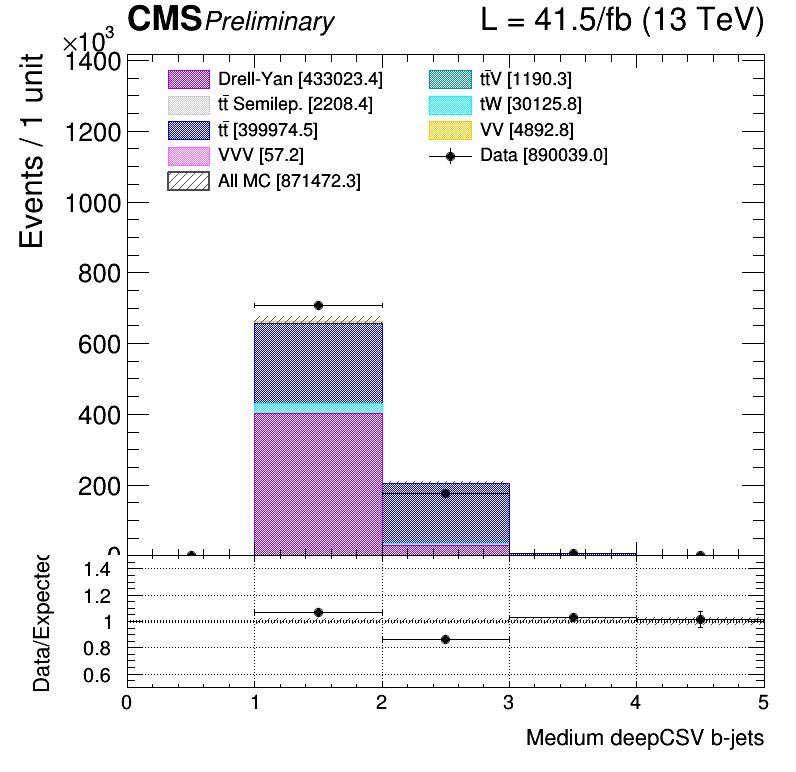 CMS Preliminary L = 41.5/fb (13 TeV)
×10³
Drell-Yan [433023.4]
tt̄ Semilep. [2208.4]
tt̄ [399974.5]
VVV [57.2]
All MC [871472.3]
tt̄V [1190.3]
tW [30125.8]
VV [4892.8]
Data [890039.0]
Events / 1 unit
1400
1200
1000
800
600
400
200
0
Data/Expected
1.4
1.2
1
0.8
0.6
0 1 2 3 4 5
Medium deepCSV b-jets